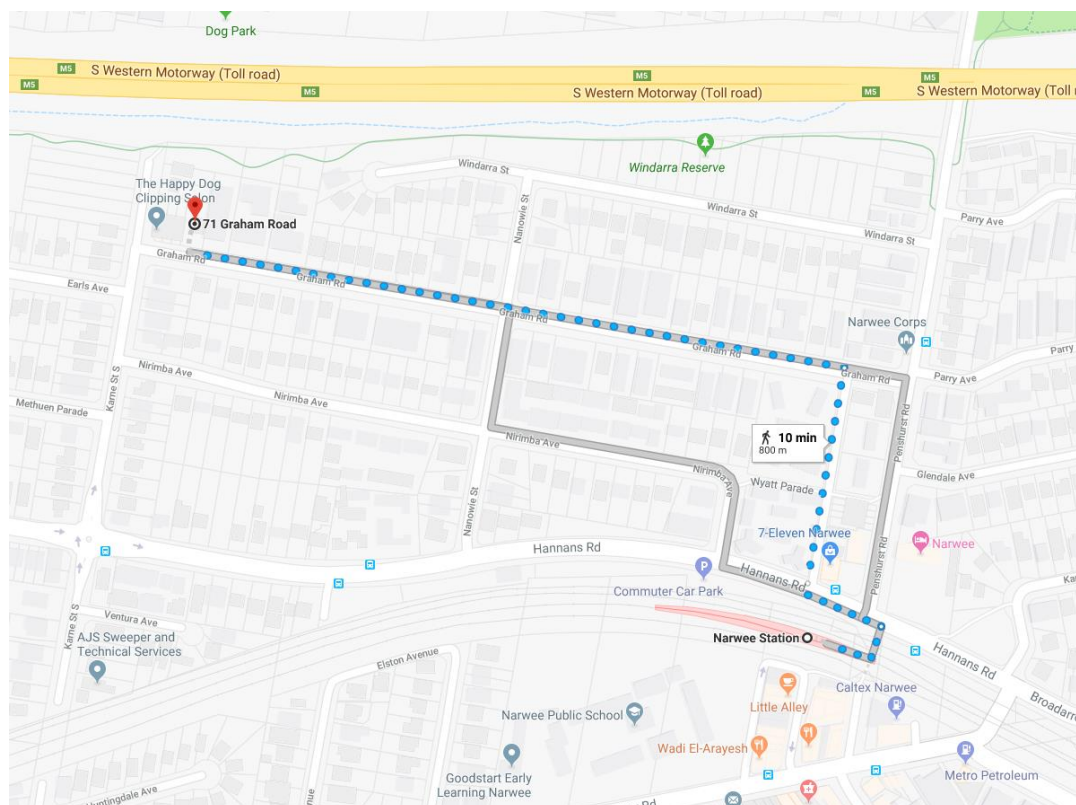 Dog Park
M5
S Western Motorway (Toll road)
M5
M5
M5
S Western Motorway (Toll road)
M5
M5
S Western Motorway (Toll r
Windarra St
Windarra Reserve
The Happy Dog
Clipping Salon
71 Graham Road
Nanowie St
Windarra St
Windarra St
Parry Ave
Graham Rd
Earls Ave
Graham Rd
Graham Rd
Narwee Corps
Graham Rd
Parry
Graham Rd
Parry Ave
Nirimba Ave
Karne St S
Nirimba Ave
Methuen Parade
Penshurst Rd
10 min
800 m
Nirimba Ave
Nirimba Ave
Glendale Ave
Wyatt Parade
Nanowie St
7-Eleven Narwee
Narwee
Penshurst Rd
Hannans Rd
P
Commuter Car Park
Hannans Rd
Ka
Karne St S
Ventura Ave
AJS Sweeper and
Technical Services
Narwee Station
Hannans Rd
Elston Avenue
Caltex Narwee
Broadarro
Little Alley
Narwee Public School
Wadi El-Arayesh
Goodstart Early
Learning Narwee
Metro Petroleum
Huntingdale Ave
Rd